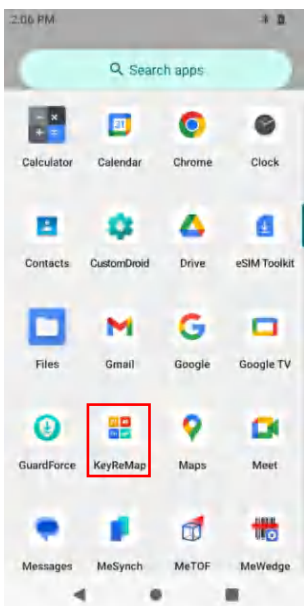 2:06 PM
Search apps
Calculator Calendar Chrome Clock
Contacts CustomDroid Drive eSIM Toolkit
Files Gmail Google Google TV
GuardForce KeyReMap Maps Meet
Messages MeSynch MeTOF MeWedge